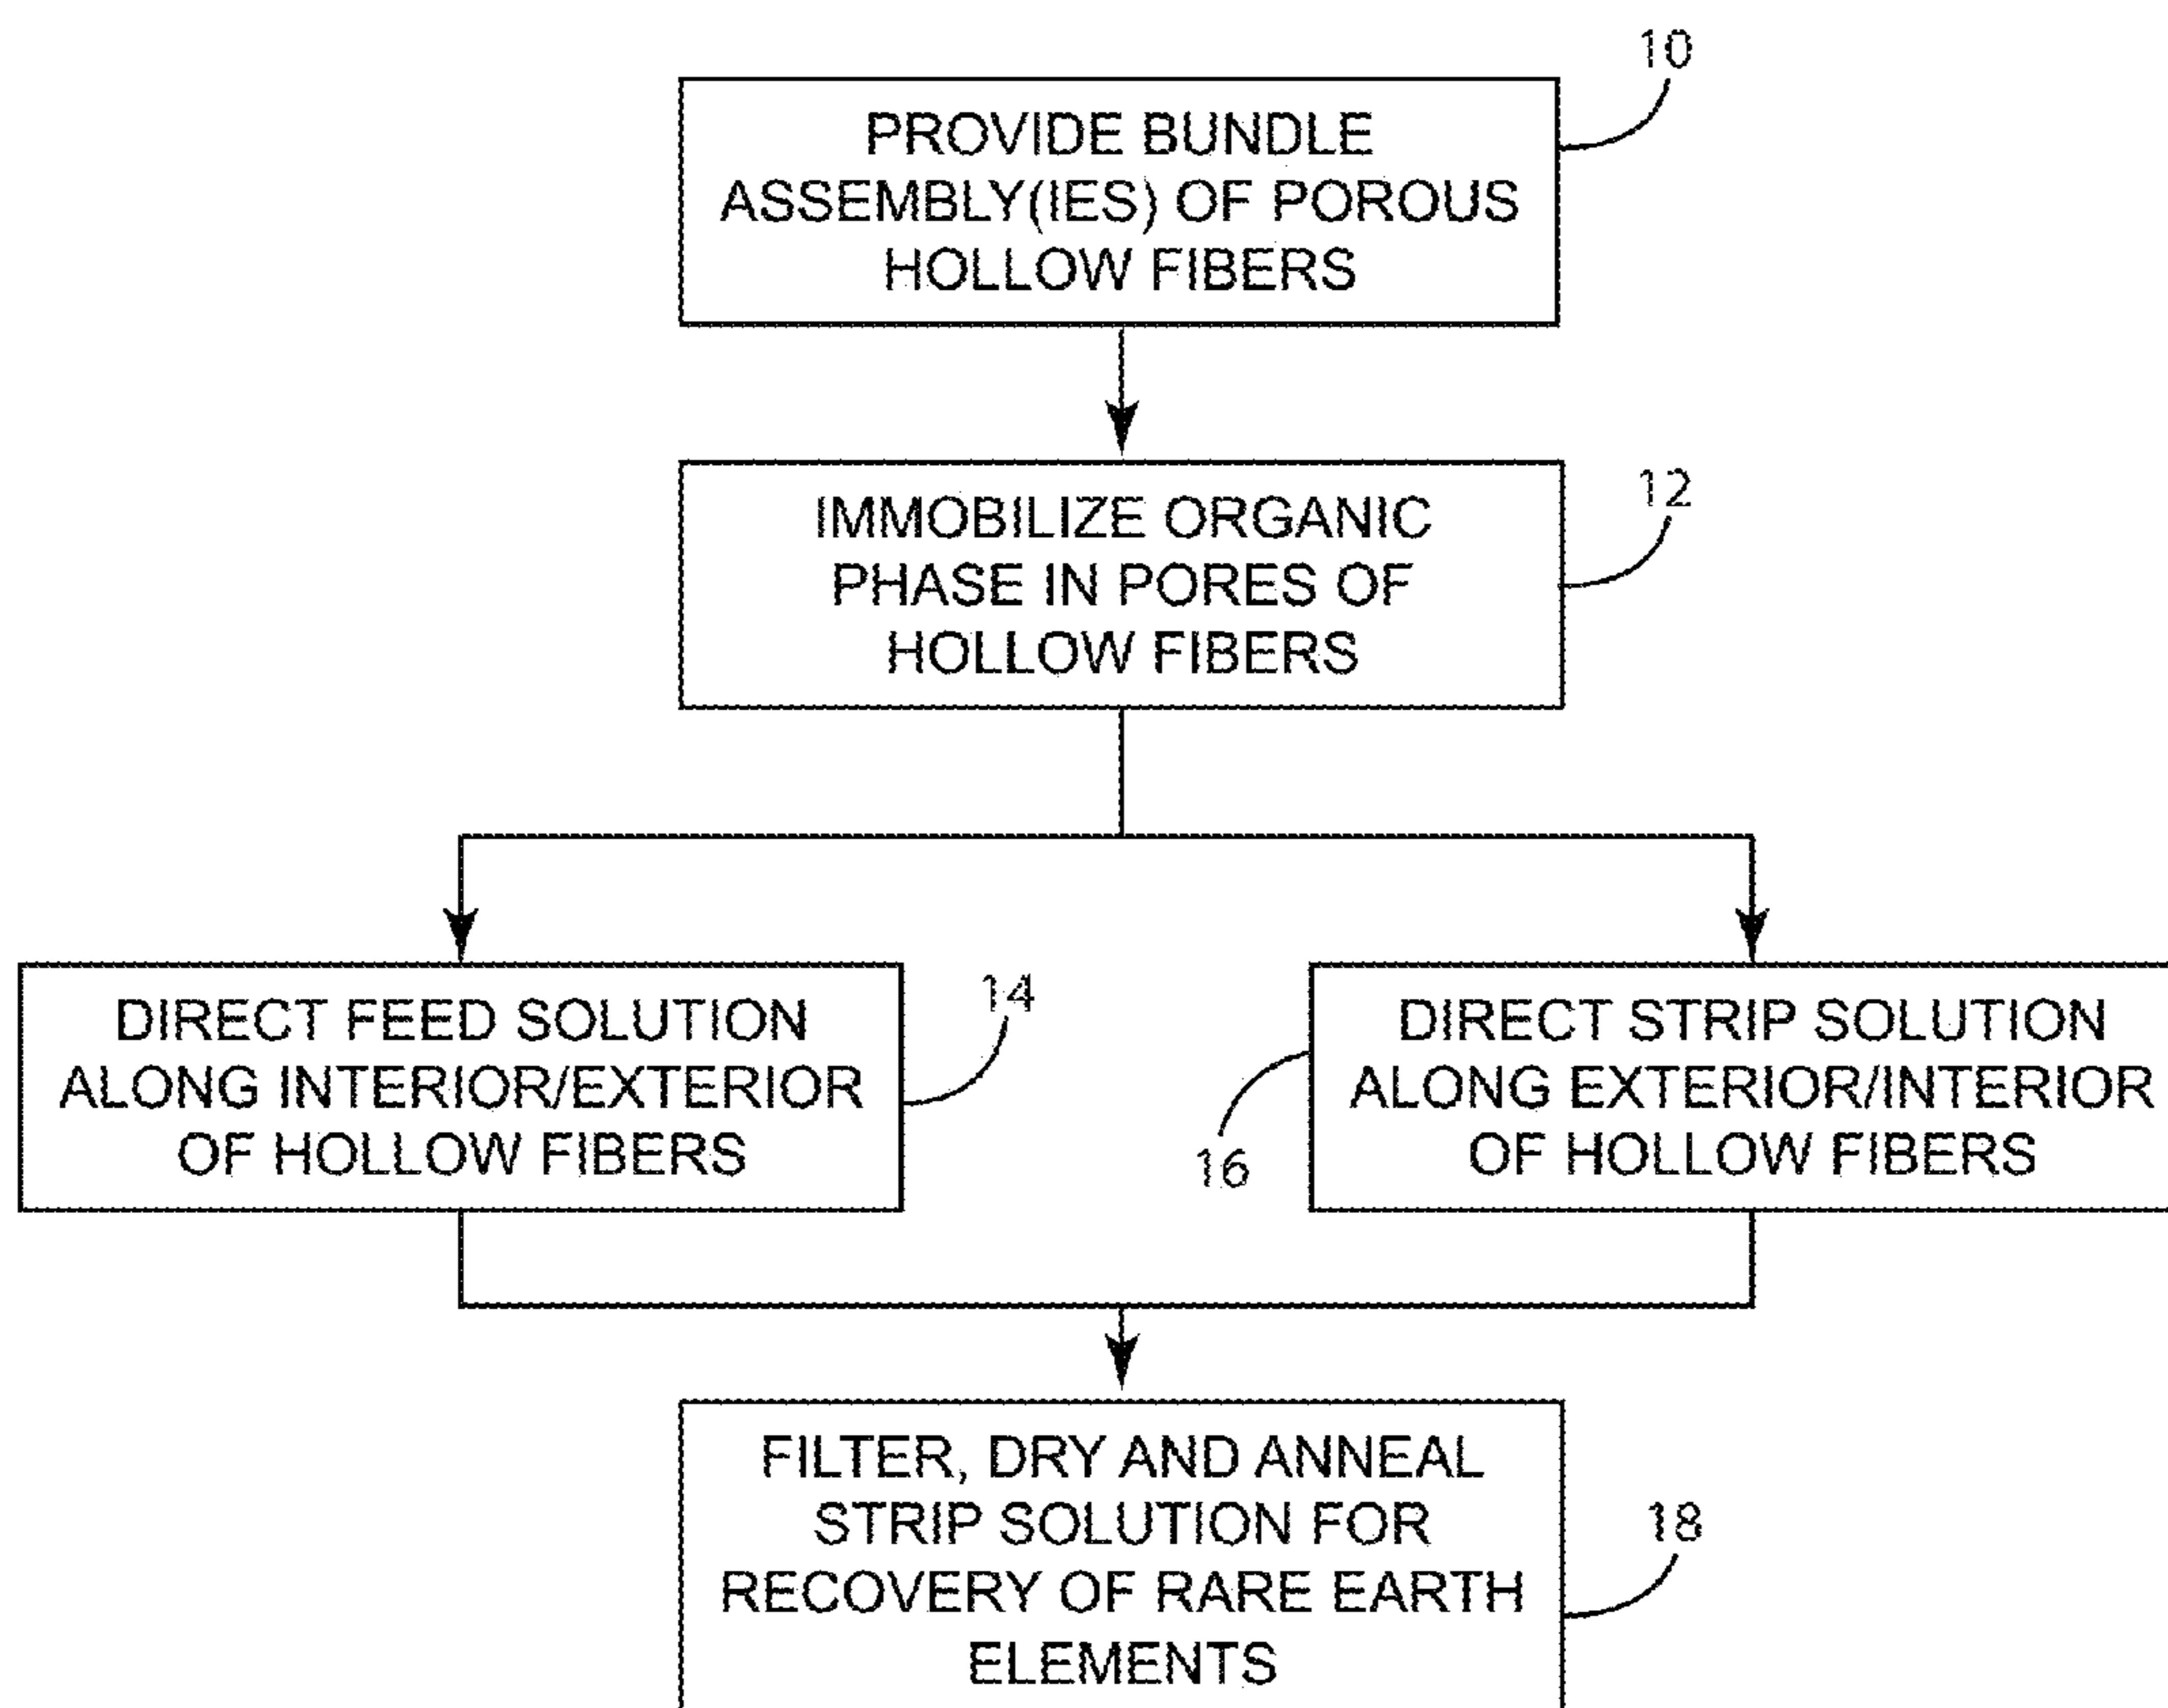 10
PROVIDE BUNDLE
ASSEMBLY(IES) OF POROUS
HOLLOW FIBERS
12
IMMOBILIZE ORGANIC
PHASE IN PORES OF
HOLLOW FIBERS
14
DIRECT FEED SOLUTION
ALONG INTERIOR/EXTERIOR
OF HOLLOW FIBERS
16
DIRECT STRIP SOLUTION
ALONG EXTERIOR/INTERIOR
OF HOLLOW FIBERS
18
FILTER, DRY AND ANNEAL
STRIP SOLUTION FOR
RECOVERY OF RARE EARTH
ELEMENTS